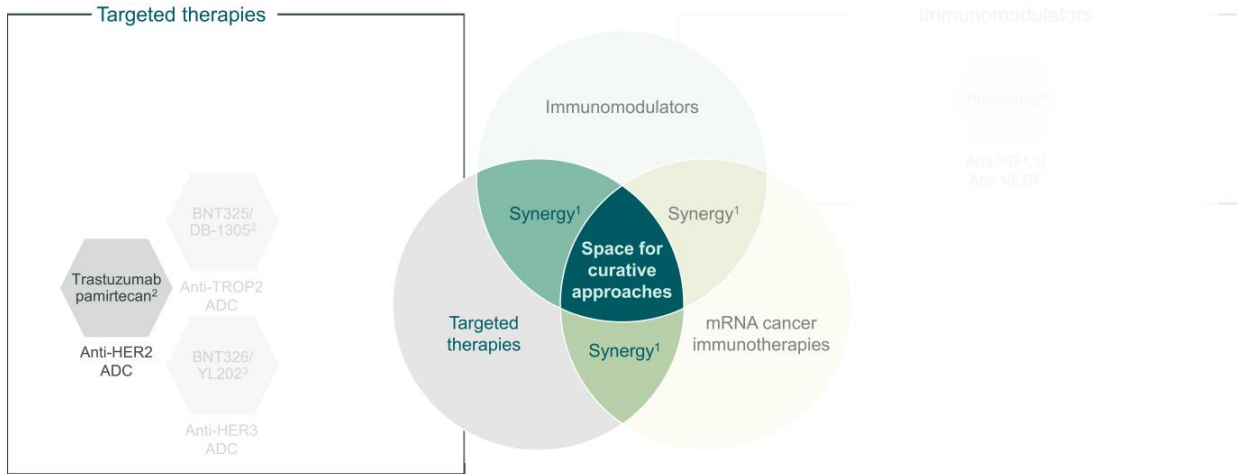 Targeted therapies
Immunomodulators
BNT325/
DB-1305²
Anti-TROP2
ADC
Trastuzumab
pamirtecan²
Anti-HER2
ADC
BNT326/
YL202³
Anti-HER3
ADC
Immunomodulators
Synergy¹
Synergy¹
Space for
curative
approaches
Targeted
therapies
mRNA cancer
immunotherapies
Synergy¹
Pumitamig⁴
Anti-PD-L1/
Anti-VEGF